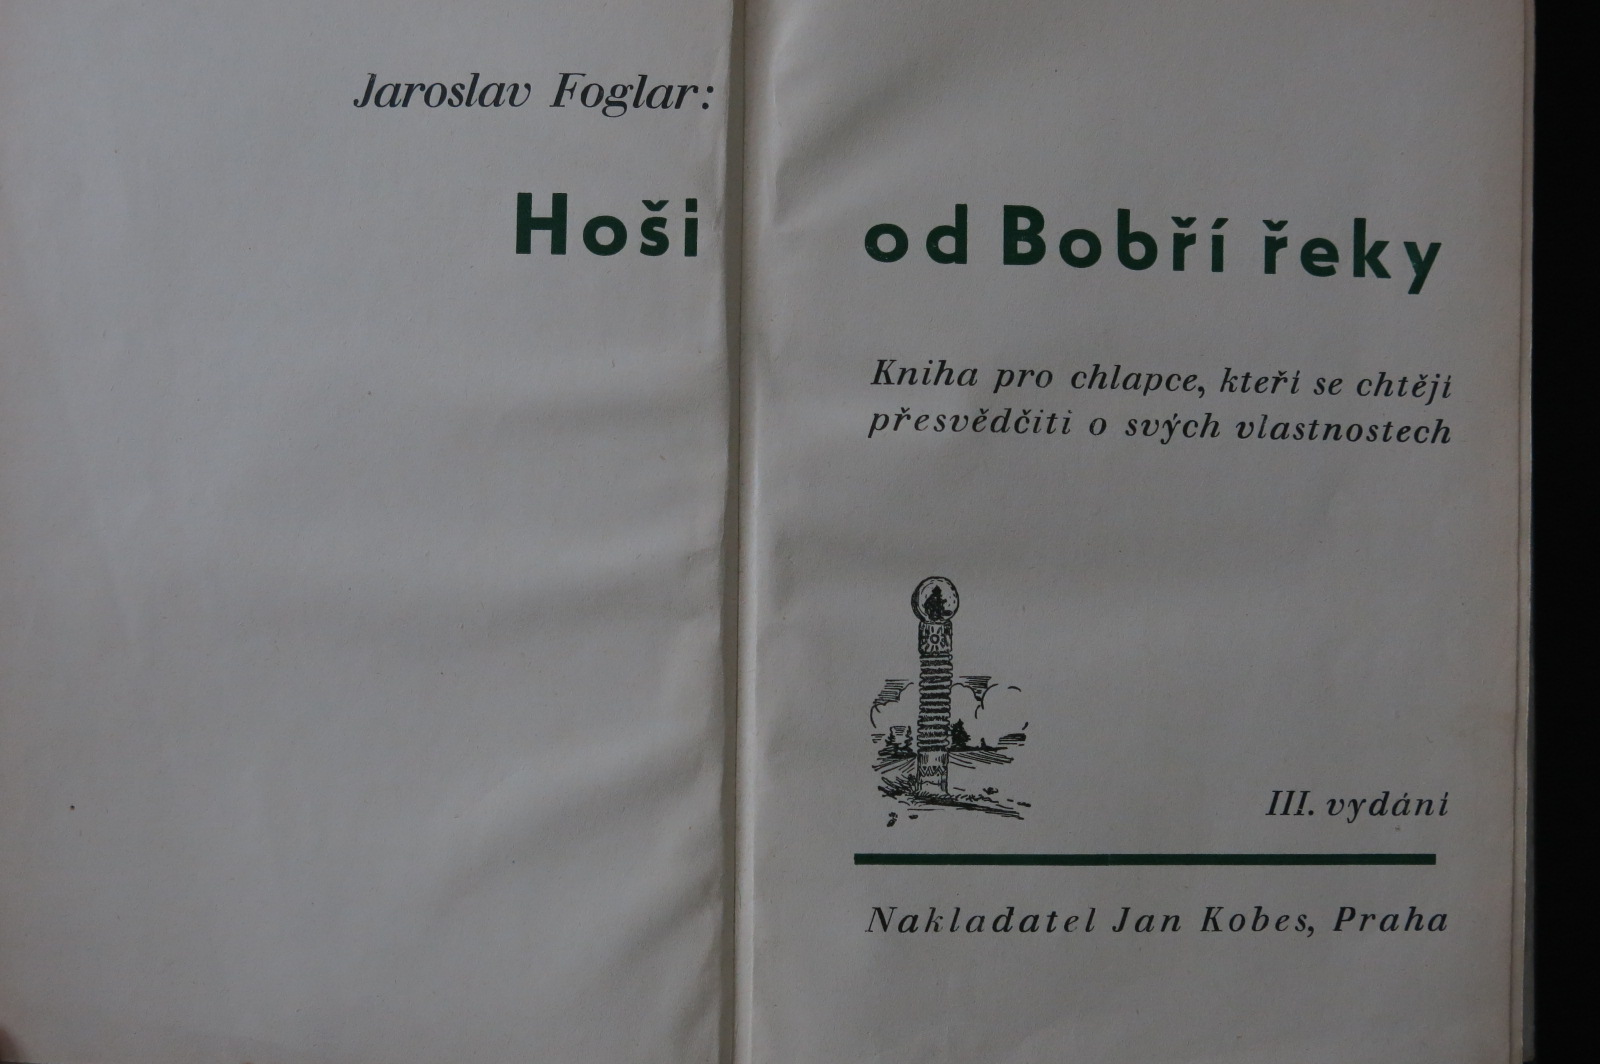 Jaroslav Foglar:
Hoši od Bobří řeky
Kniha pro chlapce, kteří se chtějí
přesvědčiti o svých vlastnostech
III. vydání
Nakladatel Jan Kobes, Praha